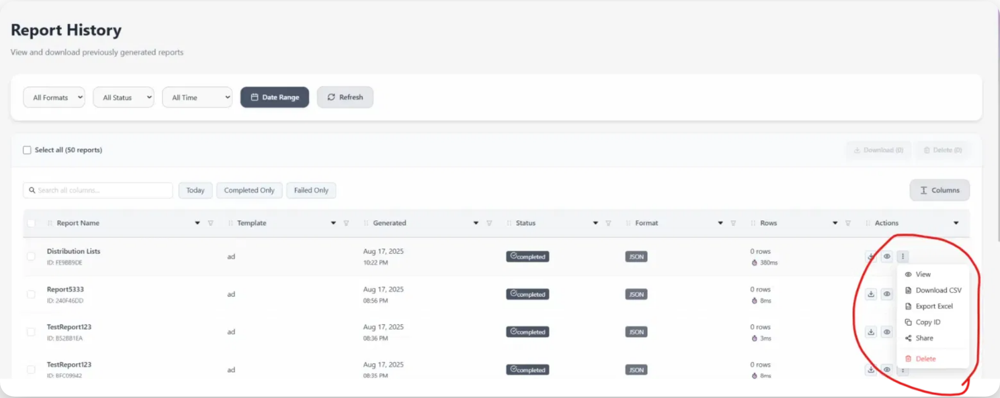 Report History
View and download previously generated reports
All Formats All Status All Time Date Range Refresh
Select all (50 reports) Download (0) Delete (0)
Search all columns... Today Completed Only Failed Only Columns
Report Name Template Generated Status Format Rows Actions
Distribution Lists ad Aug 17, 2025 completed JSON 0 rows
ID: FE9BB9DE 10:22 PM 380ms
View
Report5333 ad Aug 17, 2025 completed JSON 0 rows Download CSV
ID: 240F46DD 08:56 PM 8ms
Export Excel
TestReport123 ad Aug 17, 2025 completed JSON 0 rows Copy ID
ID: B52BB1EA 08:36 PM 3ms Share
Delete
TestReport123 ad Aug 17, 2025 completed JSON 0 rows
ID: BFC09942 08:35 PM 8ms